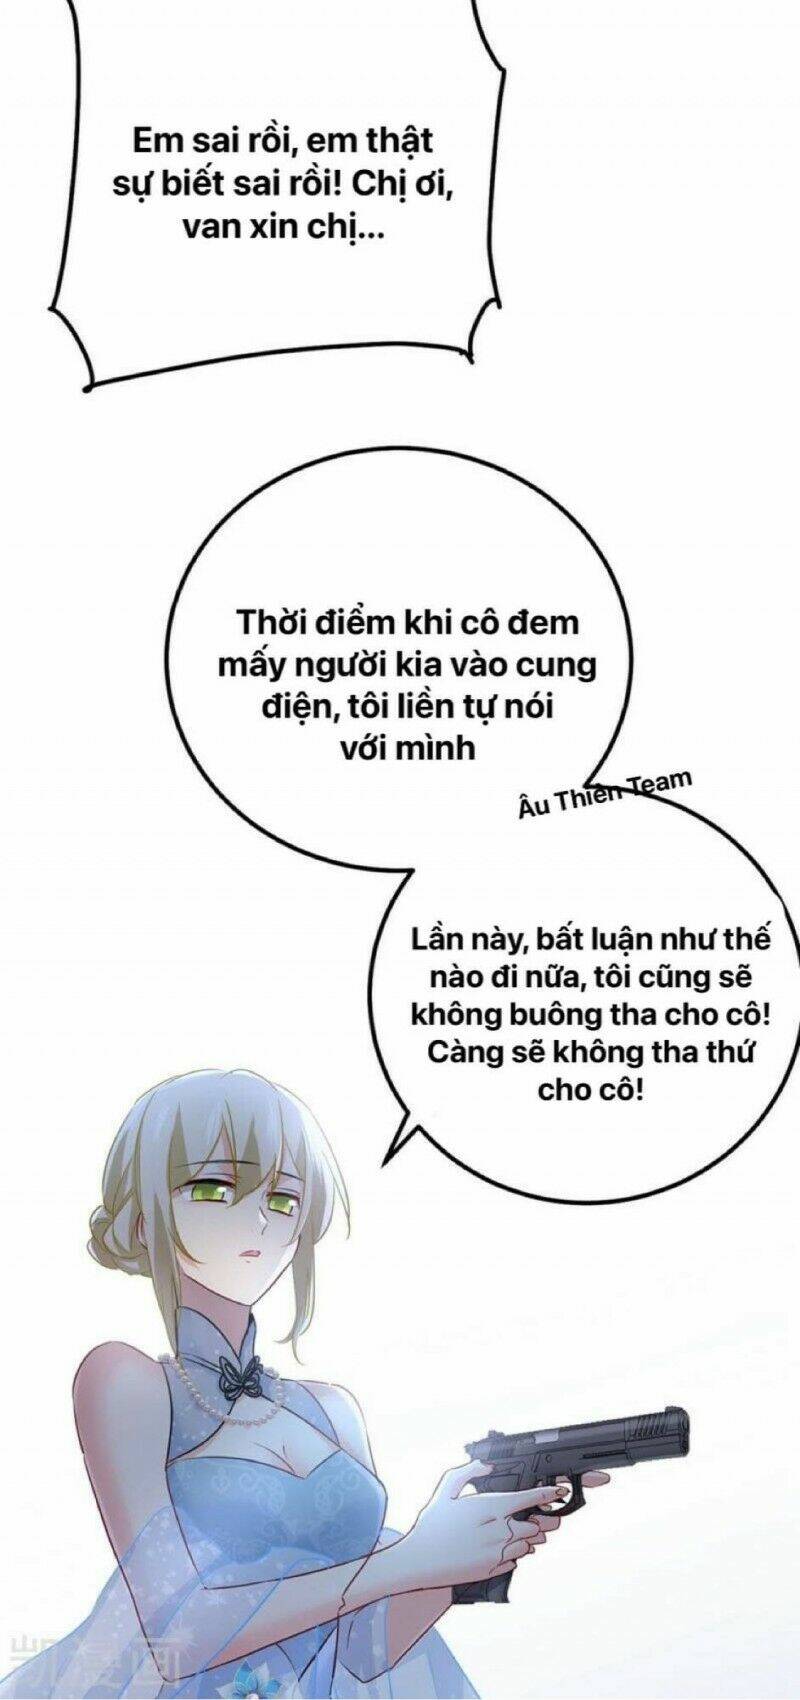 Em sai rồi, em thật
sự biết sai rồi! Chị ơi,
van xin chị...
Thời điểm khi cô đem
mấy người kia vào cung
điện, tôi liền tự nói
với mình
Âu Thiên Team
Lần này, bất luận như thế
nào đi nữa, tôi cũng sẽ
không buông tha cho cô!
Càng sẽ không tha thứ
cho cô!